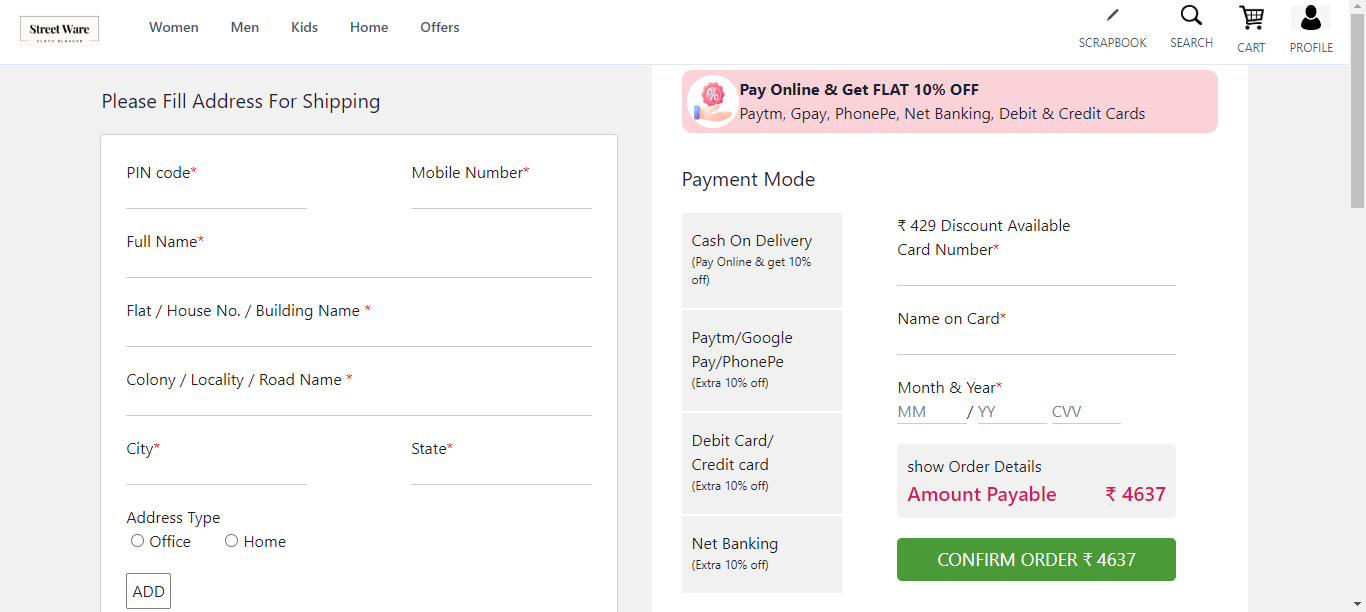 Street Ware
Women Men Kids Home Offers
SCRAPBOOK SEARCH CART PROFILE
Please Fill Address For Shipping
PIN code* Mobile Number*
Full Name*
Flat / House No. / Building Name *
Colony / Locality / Road Name *
City* State*
Address Type
Office Home
ADD
Pay Online & Get FLAT 10% OFF
Paytm, Gpay, PhonePe, Net Banking, Debit & Credit Cards
Payment Mode
Cash On Delivery
(Pay Online & get 10%
off)
Paytm/Google
Pay/PhonePe
(Extra 10% off)
Debit Card/
Credit card
(Extra 10% off)
Net Banking
(Extra 10% off)
₹ 429 Discount Available
Card Number*
Name on Card*
Month & Year*
MM / YY CVV
show Order Details
Amount Payable ₹ 4637
CONFIRM ORDER ₹ 4637